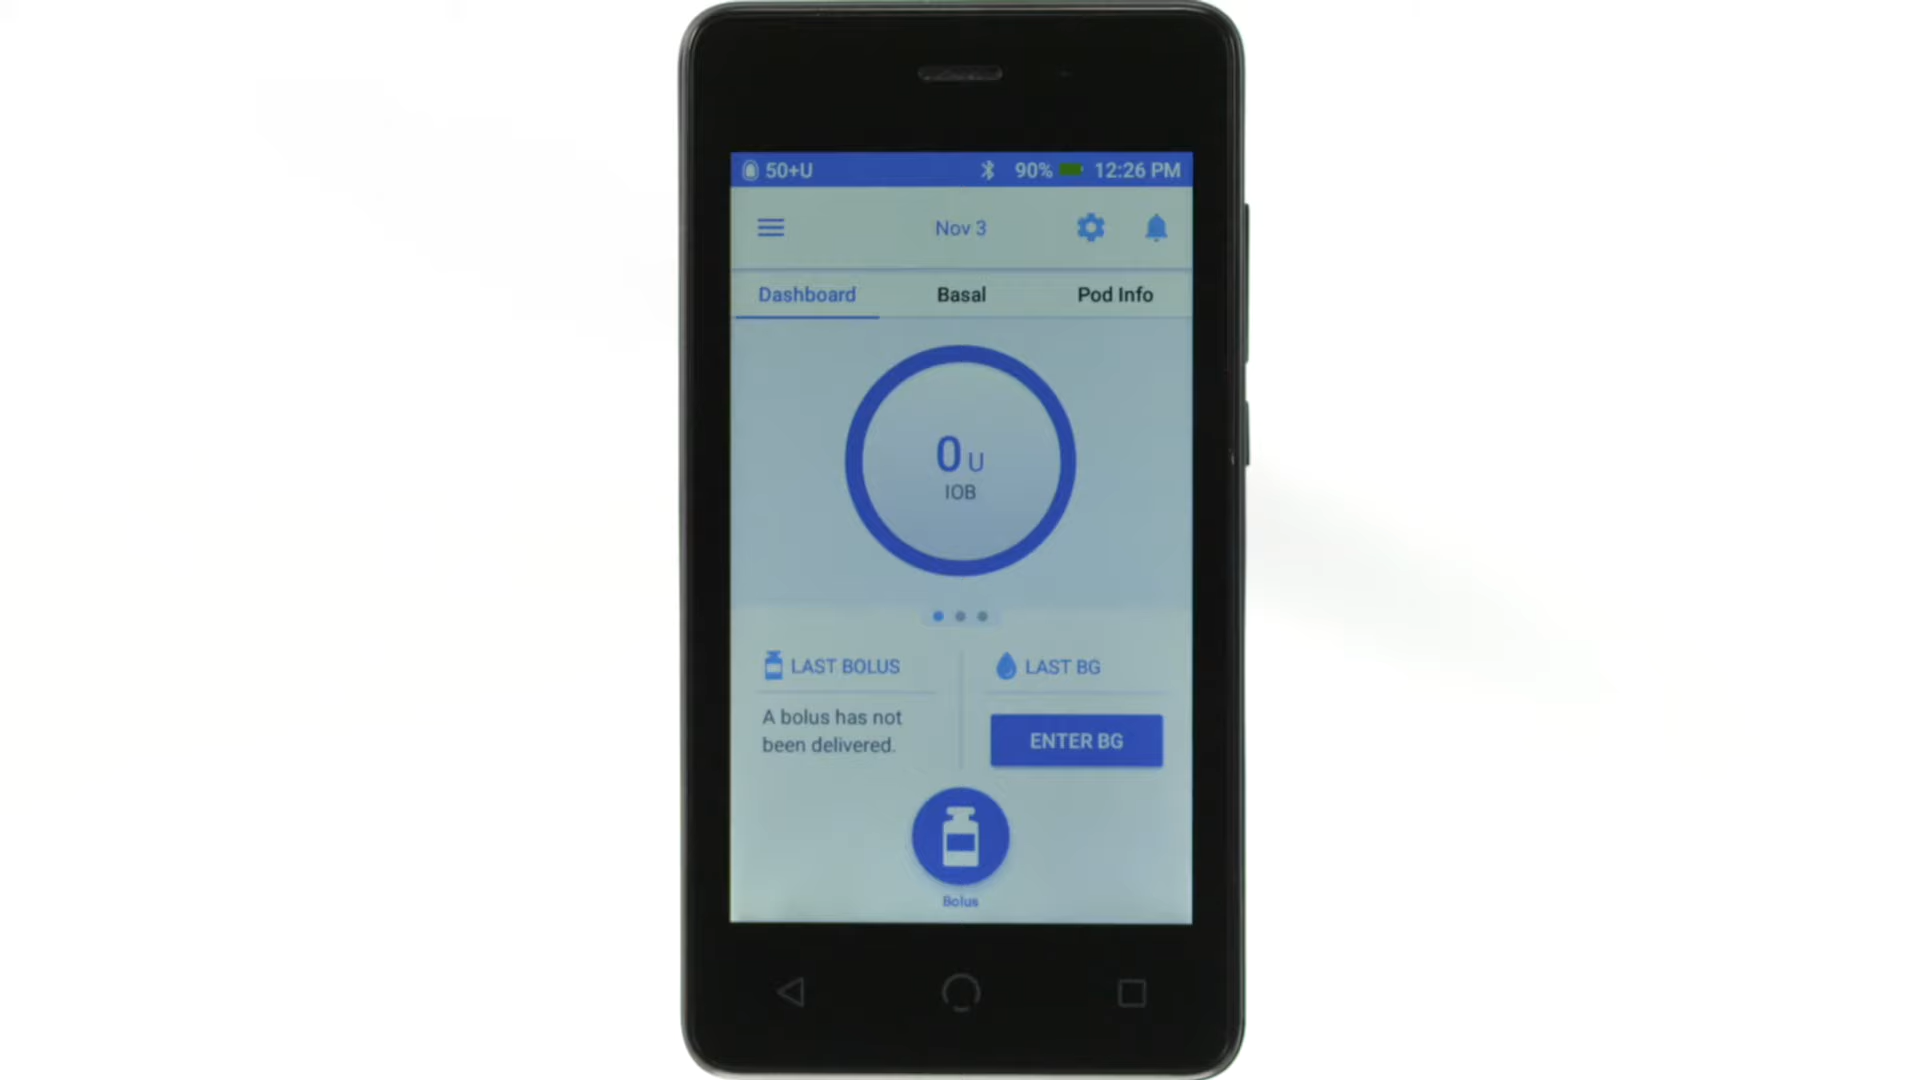 50+U 90% 12:26 PM
Nov 3
Dashboard Basal Pod Info
0 U
IOB
LAST BOLUS
A bolus has not
been delivered.
LAST BG
ENTER BG
Bolus